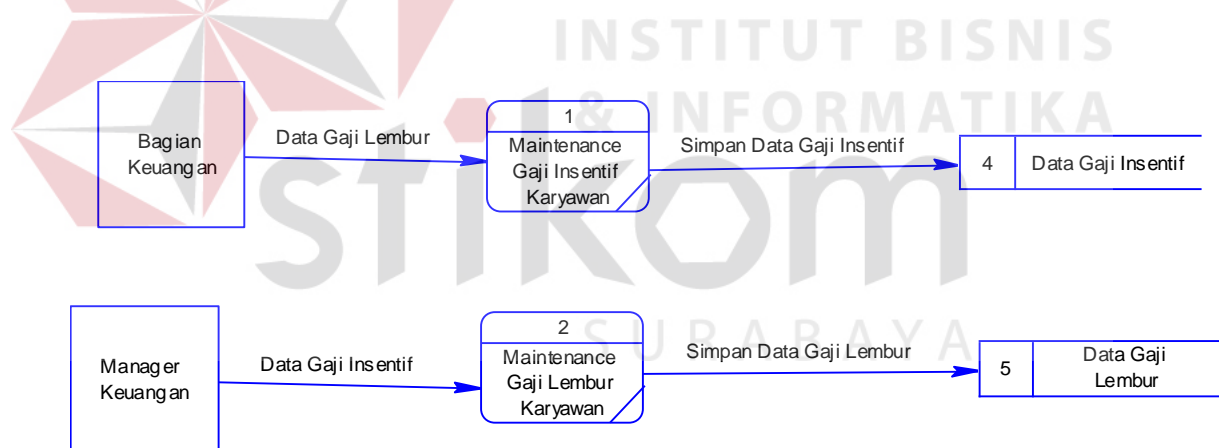 INSTITUT BISNIS
& INFORMATIKA
stikom
SURABAYA
Bagian
Keuangan
Data Gaji Lembur
1
Maintenance
Gaji Insentif
Karyawan
Simpan Data Gaji Insentif
4
Data Gaji Insentif
Manager
Keuangan
Data Gaji Insentif
2
Maintenance
Gaji Lembur
Karyawan
Simpan Data Gaji Lembur
5
Data Gaji
Lembur